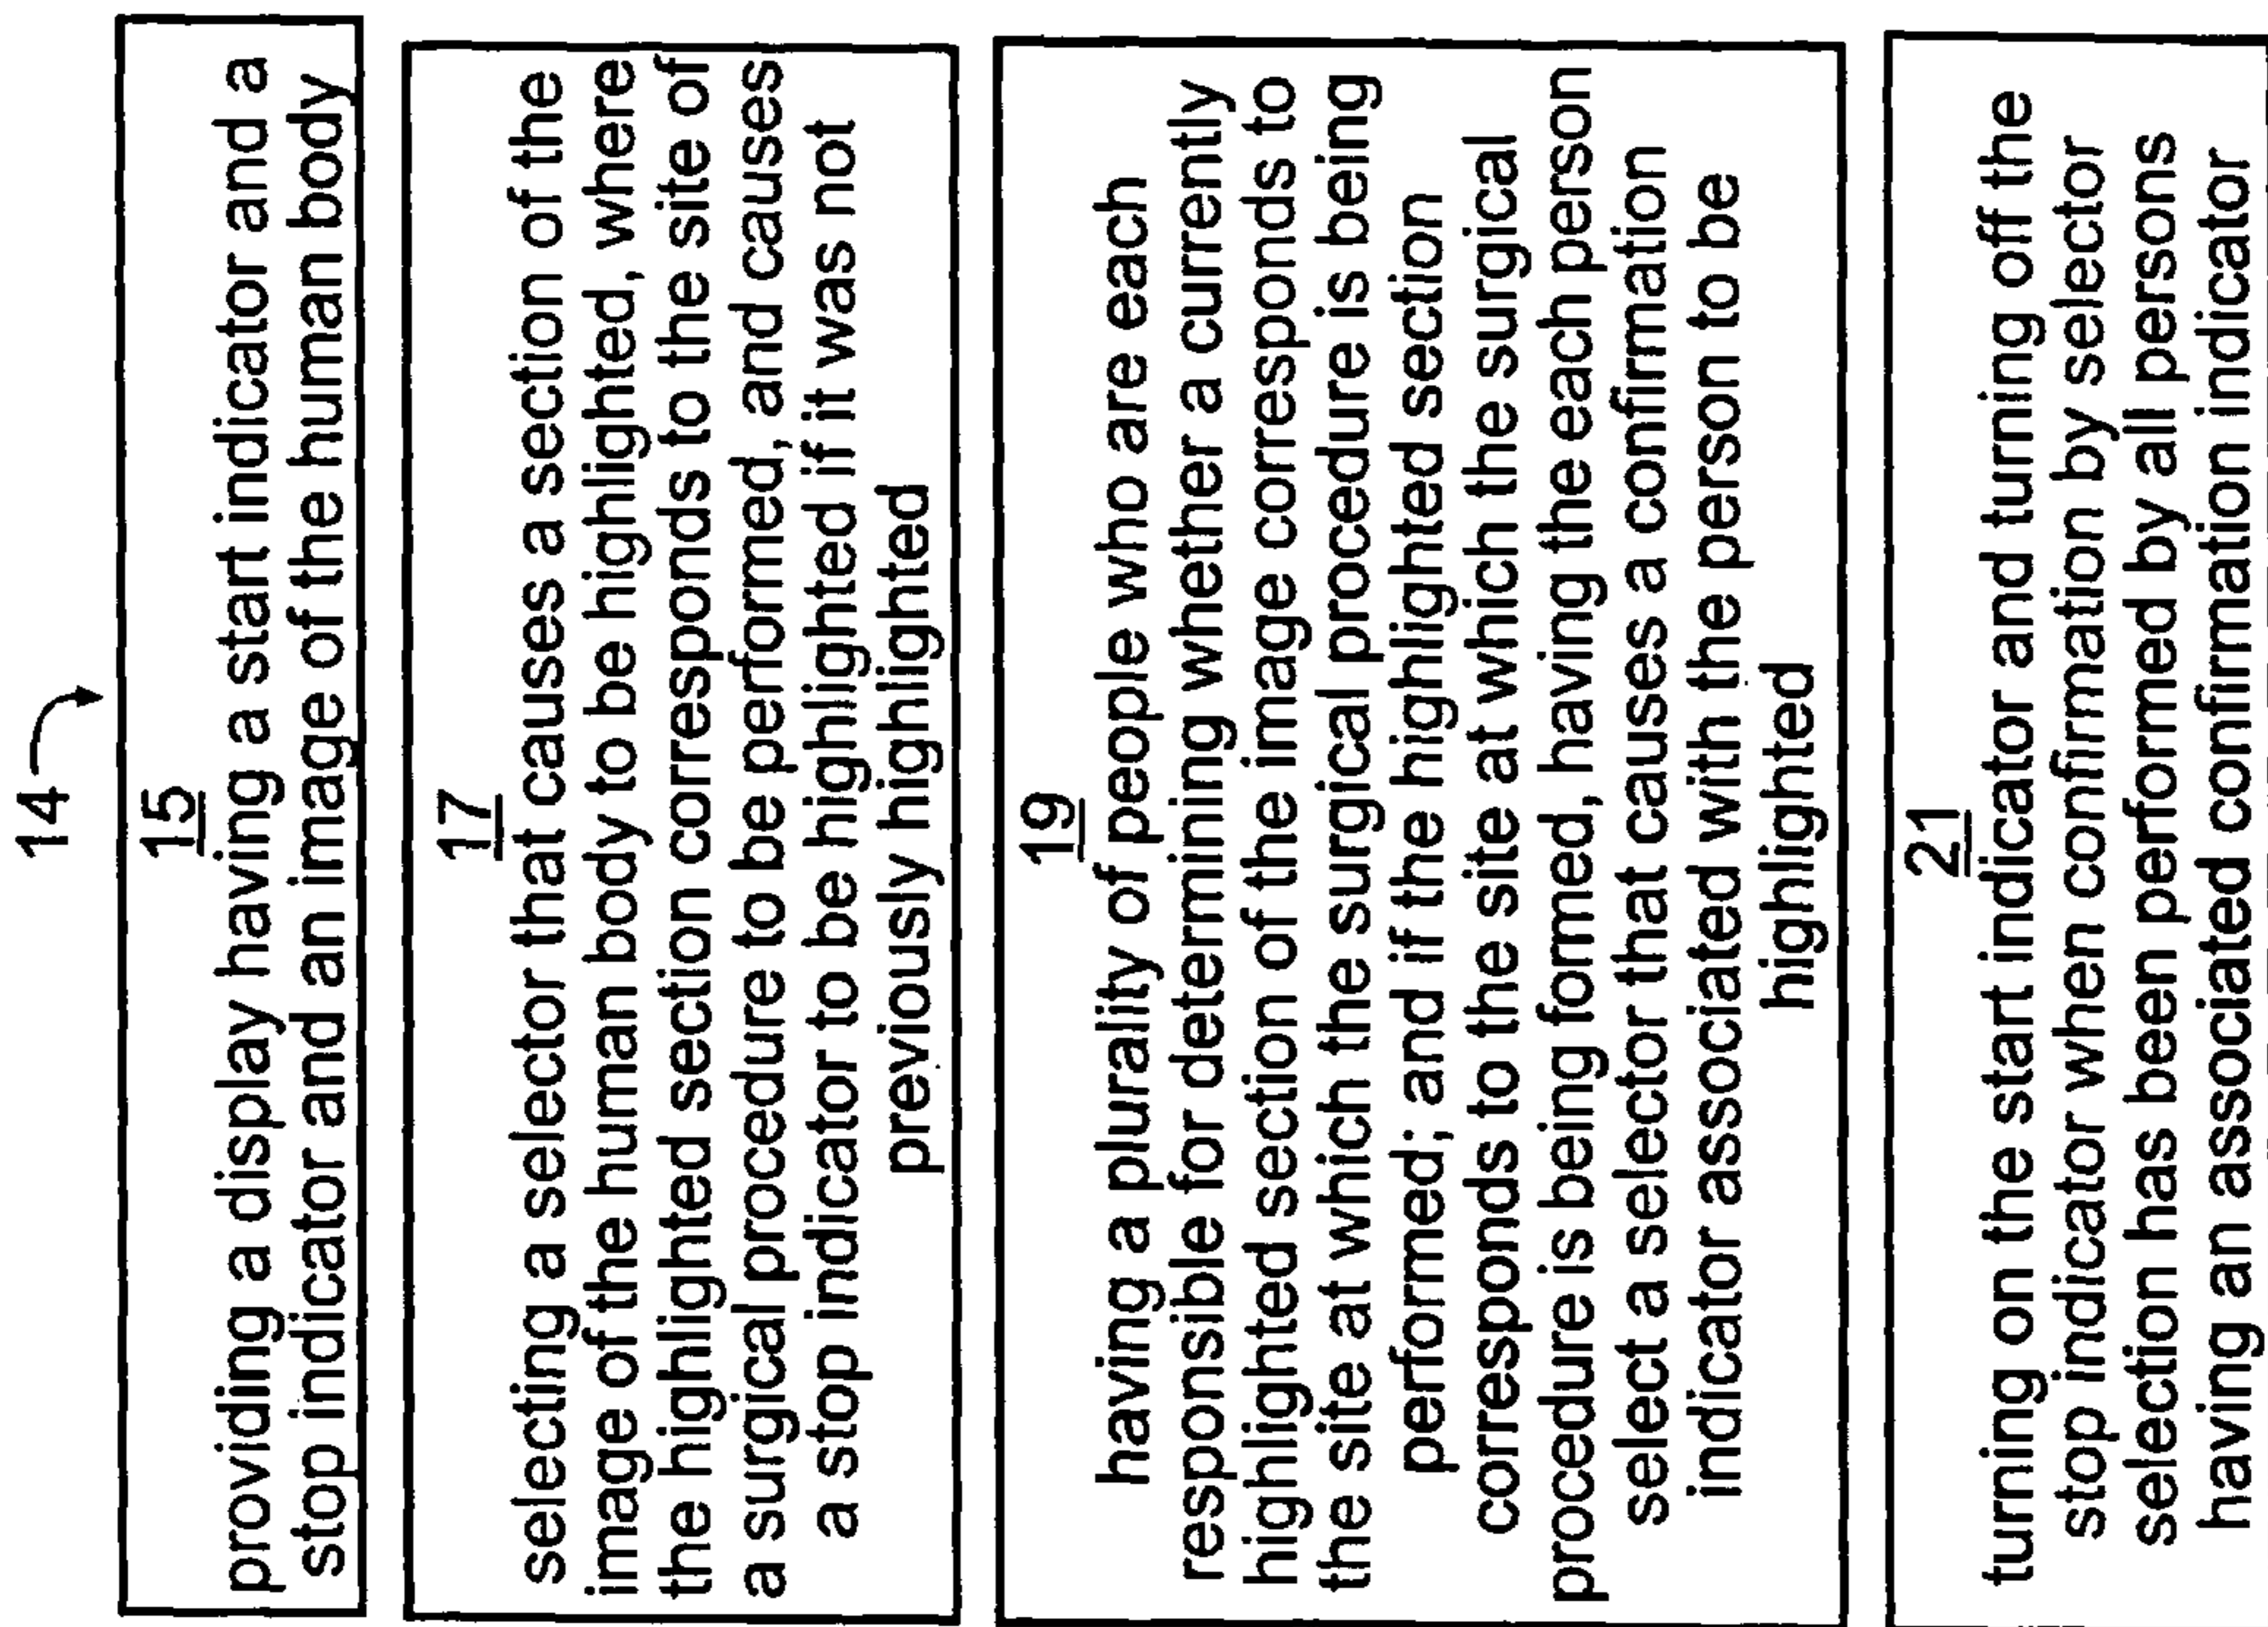 14
15
providing a display having a start indicator and a
stop indicator and an image of the human body
17
selecting a selector that causes a section of the
image of the human body to be highlighted, where
the highlighted section corresponds to the site of
a surgical procedure to be performed, and causes
a stop indicator to be highlighted if it was not
previously highlighted
19
having a plurality of people who are each
responsible for determining whether a currently
highlighted section of the image corresponds to
the site at which the surgical procedure is being
performed; and if the highlighted section
corresponds to the site at which the surgical
procedure is being formed, having the each person
select a selector that causes a confirmation
indicator associated with the person to be
highlighted
21
turning on the start indicator and turning off the
stop indicator when confirmation by selector
selection has been performed by all persons
having an associated confirmation indicator